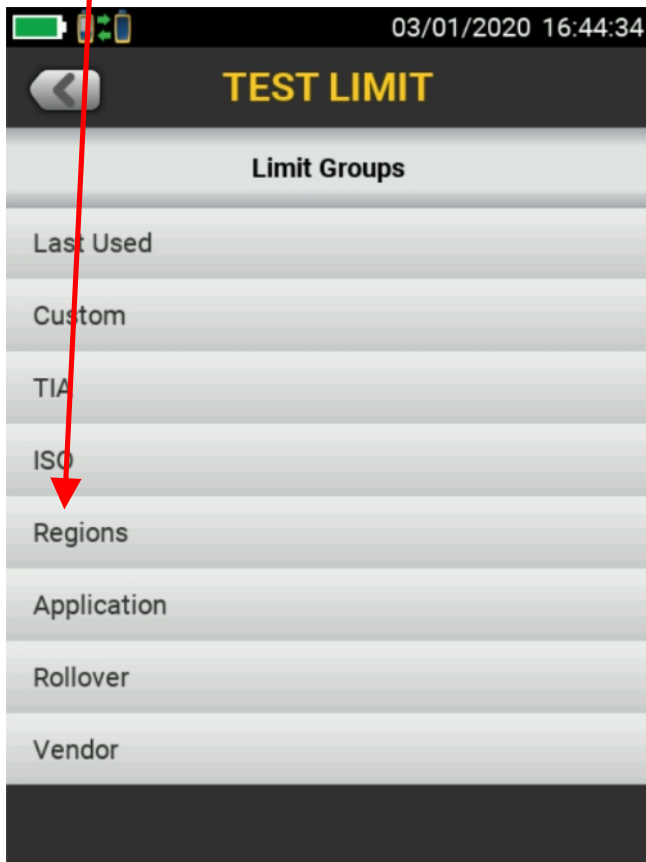 03/01/2020 16:44:34
TEST LIMIT
Limit Groups
Last Used
Custom
TIA
ISO
Regions
Application
Rollover
Vendor